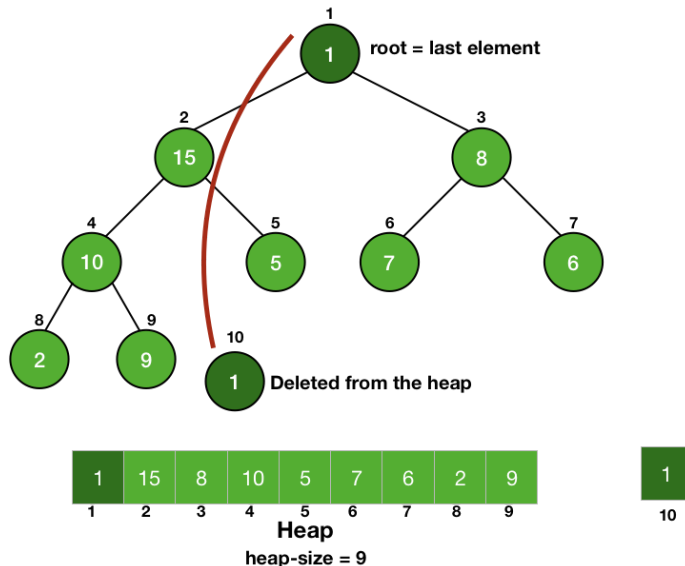 1
1 root = last element
2 3
15 8
4 5 6 7
10 5 7 6
8 9 10
2 9 1 Deleted from the heap
1 15 8 10 5 7 6 2 9 1
1 2 3 4 5 6 7 8 9 10
Heap
heap-size = 9